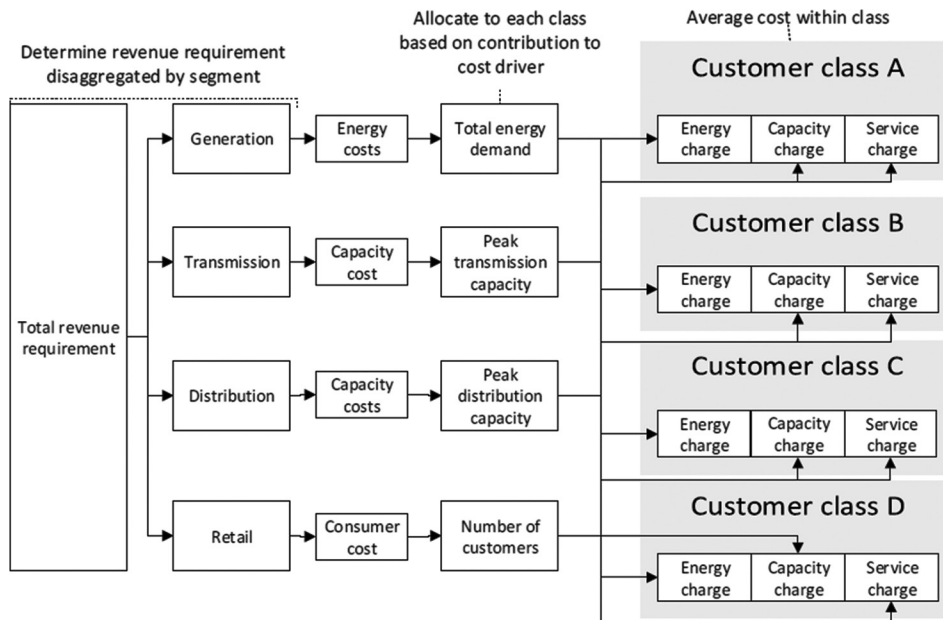 Determine revenue requirement
disaggregated by segment
Allocate to each class
based on contribution to
cost driver
Average cost within class
Total revenue
requirement
Generation
Energy
costs
Total energy
demand
Transmission
Capacity
cost
Peak
transmission
capacity
Distribution
Capacity
costs
Peak
distribution
capacity
Retail
Consumer
cost
Number of
customers
Customer class A
Energy
charge
Capacity
charge
Service
charge
Customer class B
Energy
charge
Capacity
charge
Service
charge
Customer class C
Energy
charge
Capacity
charge
Service
charge
Customer class D
Energy
charge
Capacity
charge
Service
charge